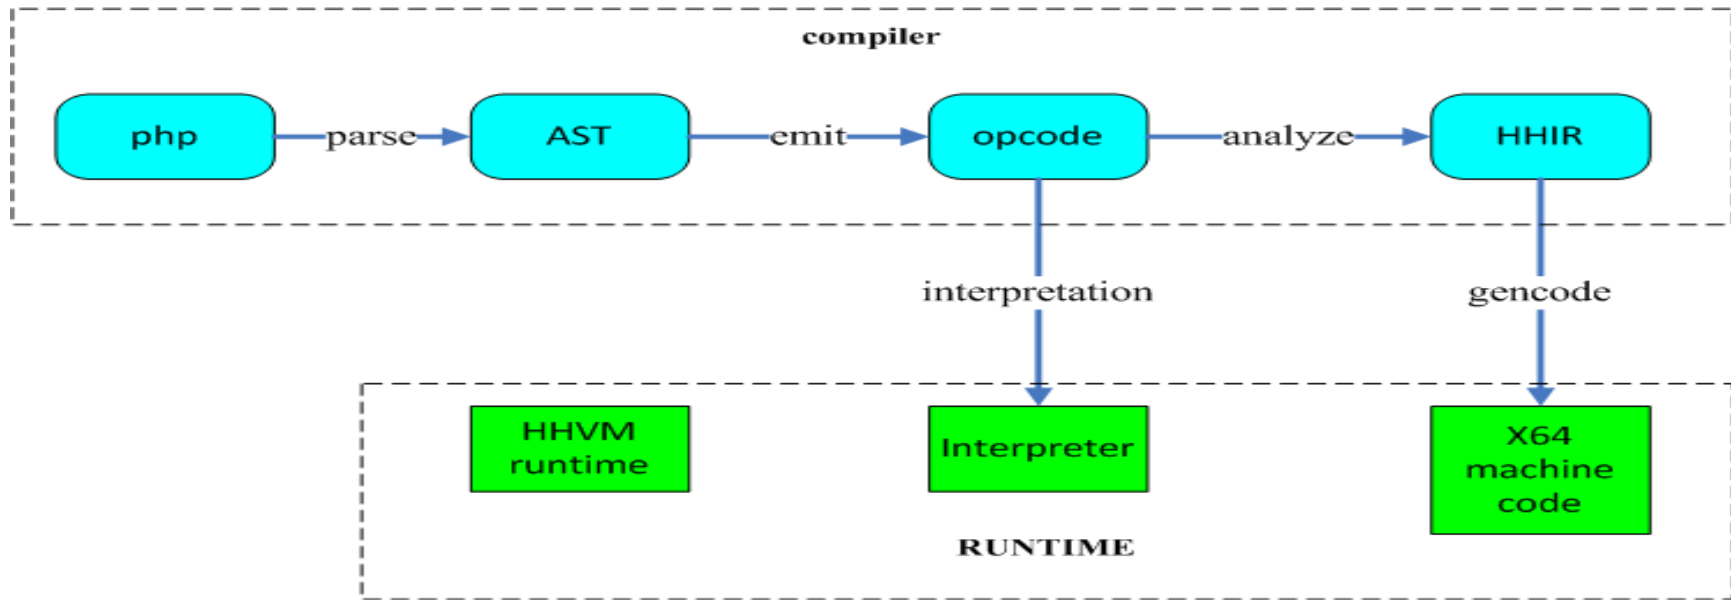 compiler
php
parse
AST
emit
opcode
analyze
HHIR
interpretation
gencode
HHVM
runtime
Interpreter
X64
machine
code
RUNTIME